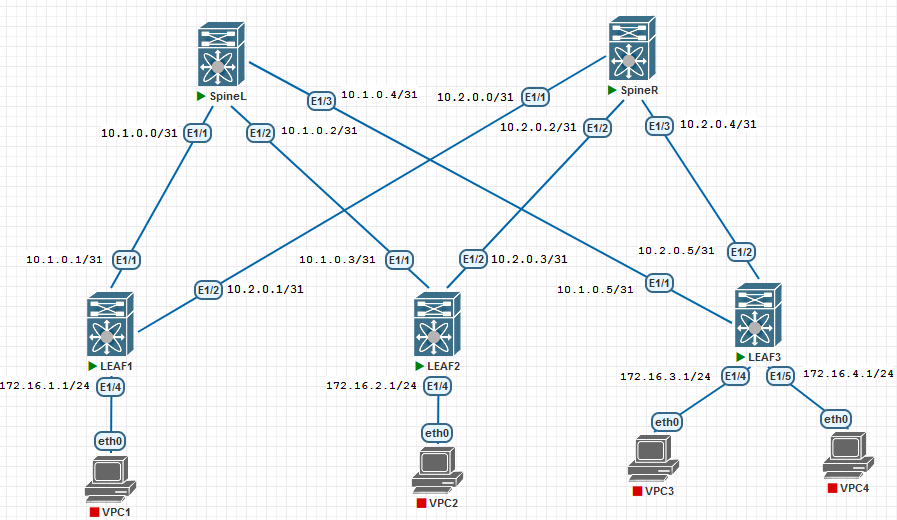 SpineL
SpineR
E1/3
10.1.0.4/31
10.2.0.0/31
E1/1
10.1.0.0/31
E1/1
E1/2
10.1.0.2/31
10.2.0.2/31
E1/2
E1/3
10.2.0.4/31
10.1.0.1/31
E1/1
10.1.0.3/31
E1/1
E1/2
10.2.0.3/31
10.2.0.5/31
E1/2
E1/2
10.2.0.1/31
10.1.0.5/31
E1/1
LEAF1
LEAF2
LEAF3
172.16.1.1/24
E1/4
172.16.2.1/24
E1/4
172.16.3.1/24
E1/4
E1/5
172.16.4.1/24
eth0
eth0
eth0
eth0
VPC1
VPC2
VPC3
VPC4